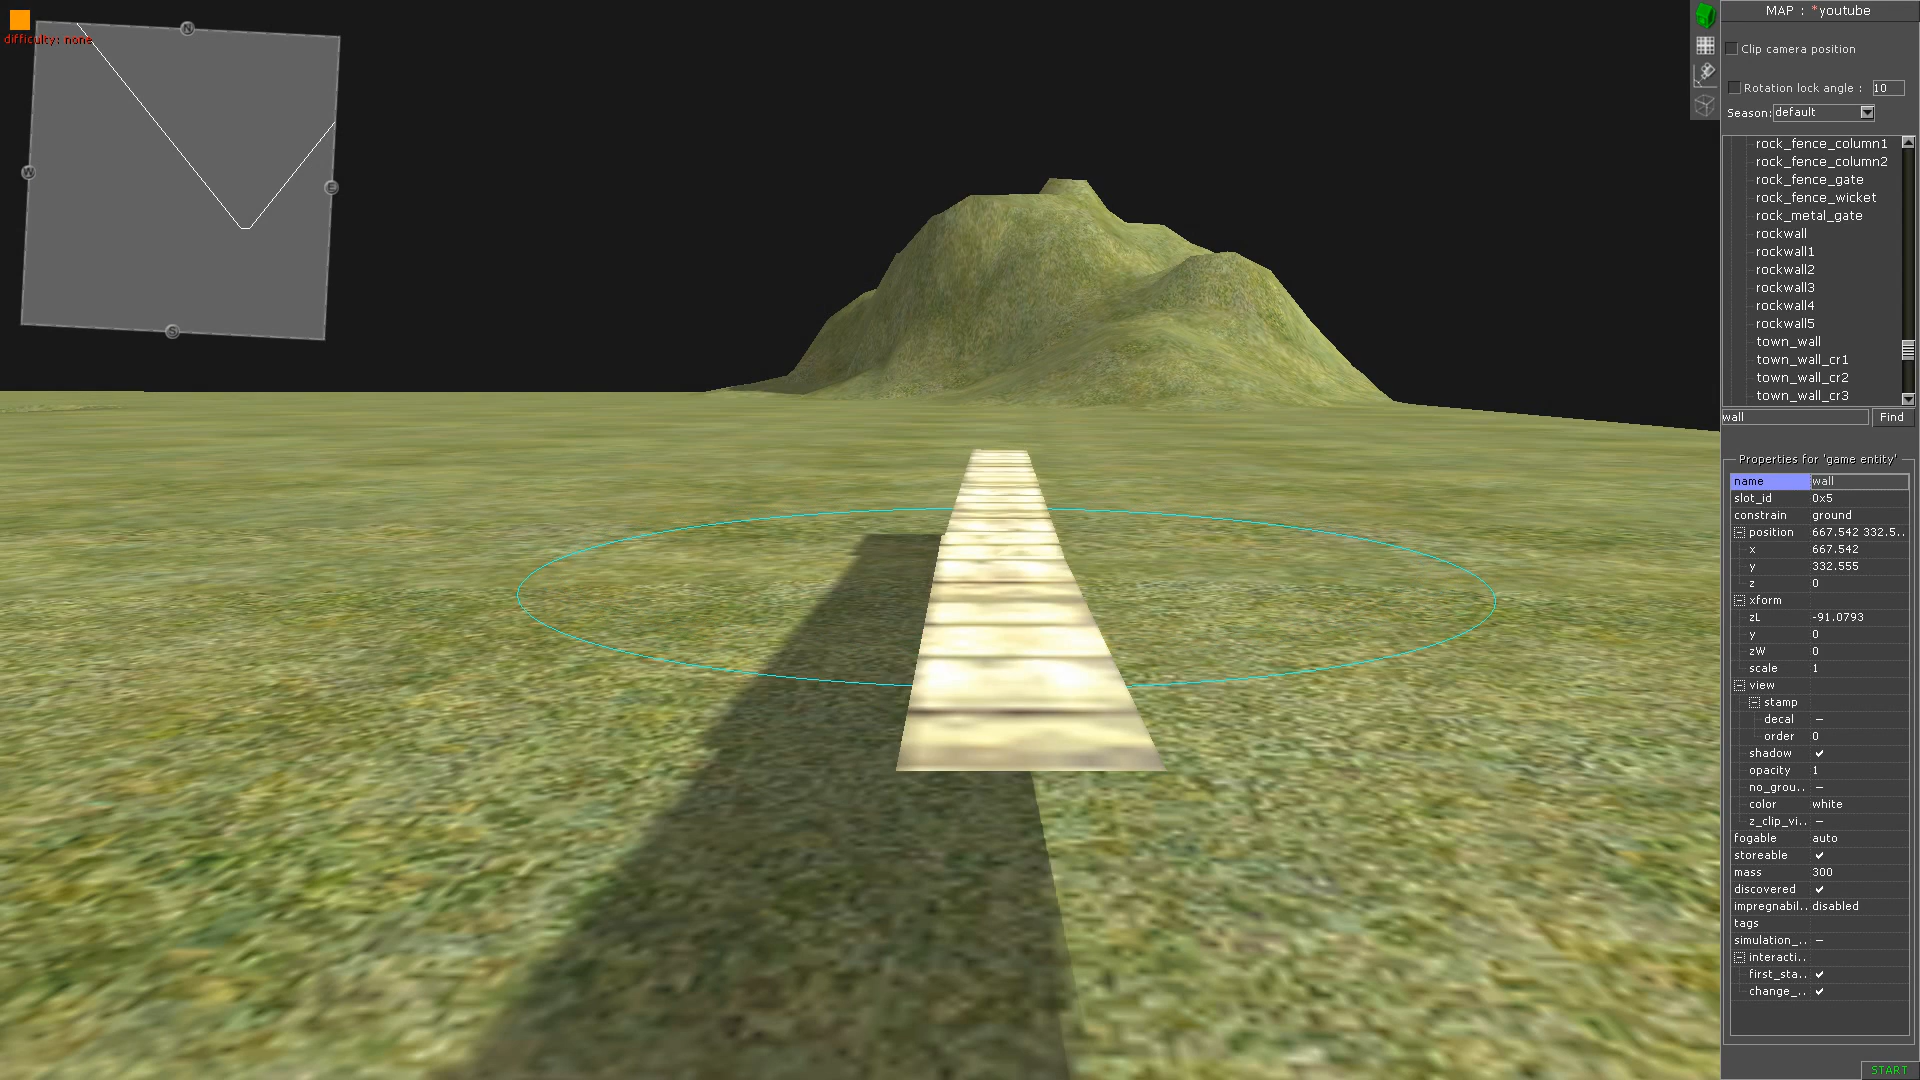 difficulty: none
N
W
E
S
MAP : *youtube
Clip camera position
Rotation lock angle : 10
Season: default
rock_fence_column1
rock_fence_column2
rock_fence_gate
rock_fence_wicket
rock_metal_gate
rockwall
rockwall1
rockwall2
rockwall3
rockwall4
rockwall5
town_wall
town_wall_cr1
town_wall_cr2
town_wall_cr3
wall Find
Properties for 'game entity'
name wall
slot_id 0x5
constrain ground
position 667.542 332.5..
x 667.542
y 332.555
z 0
xform
zL -91.0793
y 0
zW 0
scale 1
view
stamp
decal —
order 0
shadow ✔
opacity 1
no_grou.. —
color white
z_clip_vi.. —
fogable auto
storeable ✔
mass 300
discovered ✔
impregnabil.. disabled
tags
simulation_.. —
interacti..
first_sta.. ✔
change_.. ✔
START